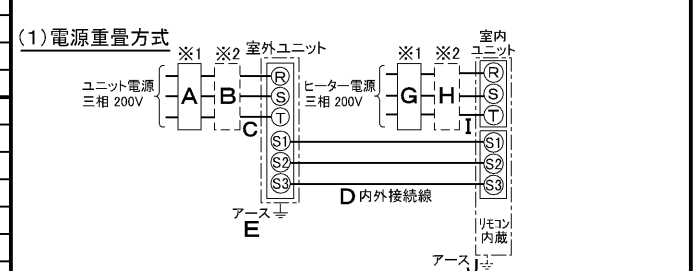 (1)電源重畳方式
※1 ※2 室外ユニット
※1 ※2 室内ユニット
ユニット電源
三相 200V
A B C
R
S
T
S1
S2
S3
ヒーター電源
三相 200V
G H I
R
S
T
S1
S2
S3
D 内外接続線
アース
E
リモコン
内蔵
アース J